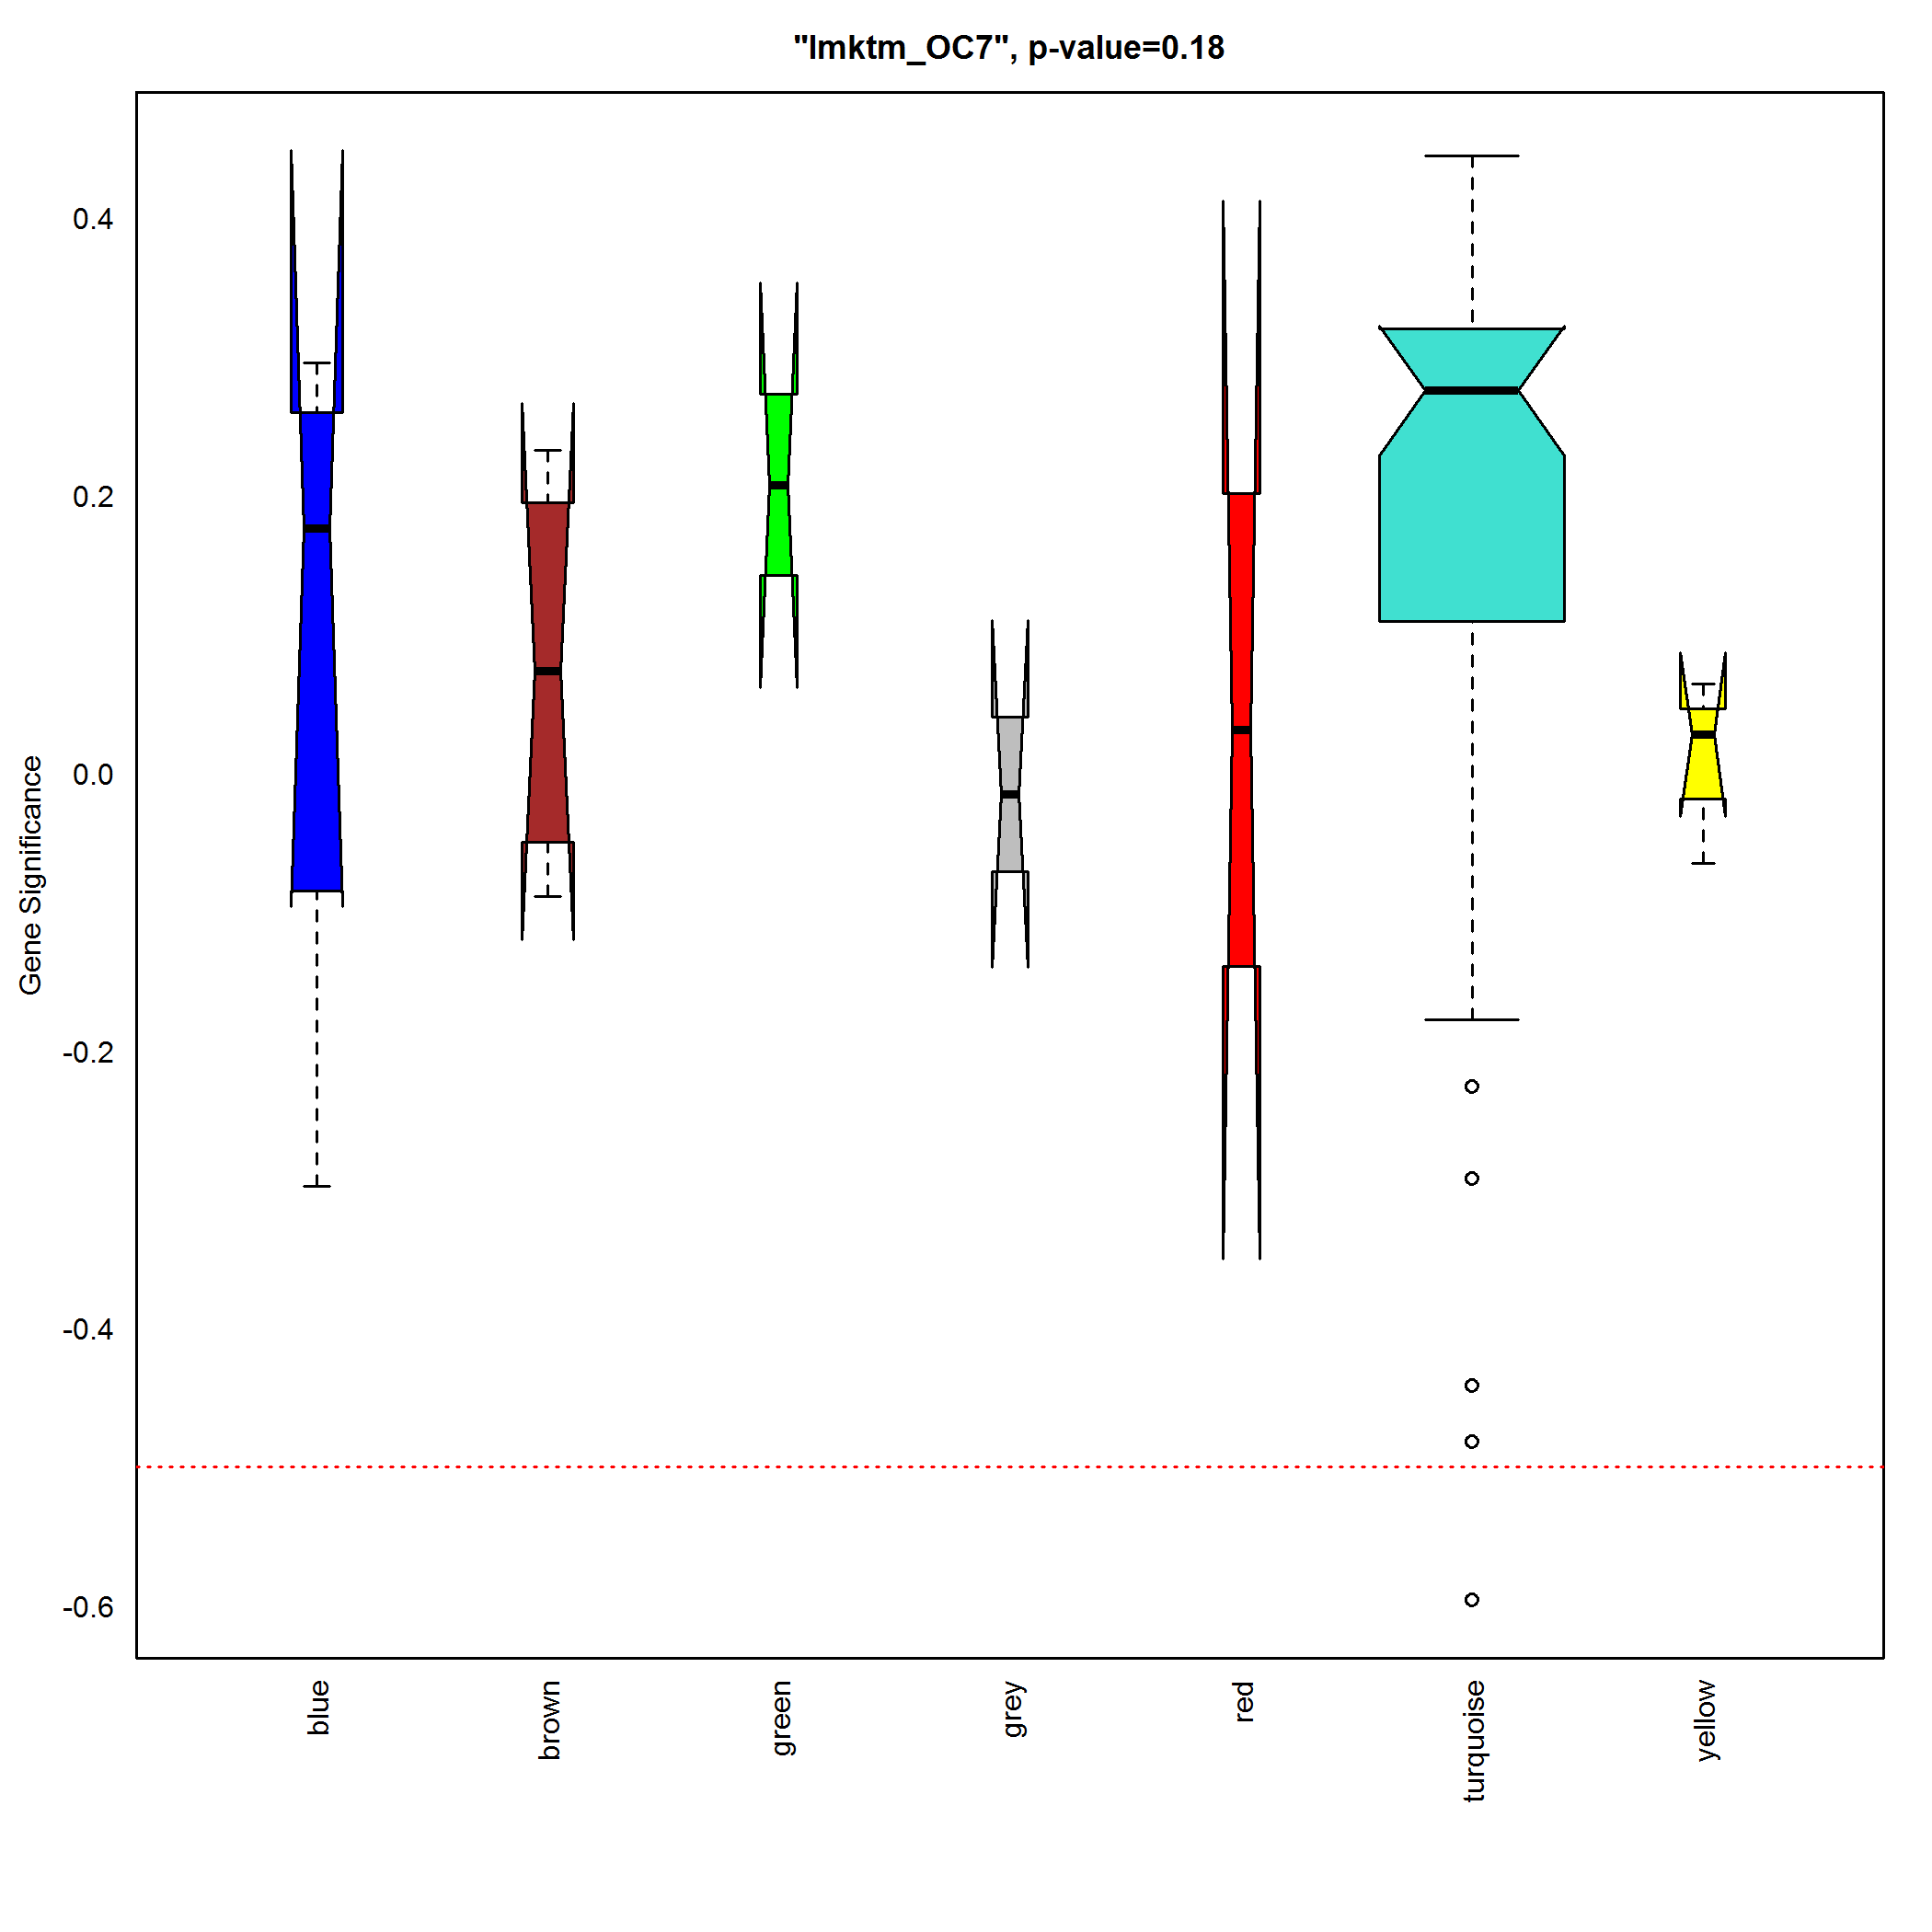 "lmktm_OC7", p-value=0.18
Gene Significance
0.4
0.2
0.0
-0.2
-0.4
-0.6
blue
brown
green
grey
red
turquoise
yellow